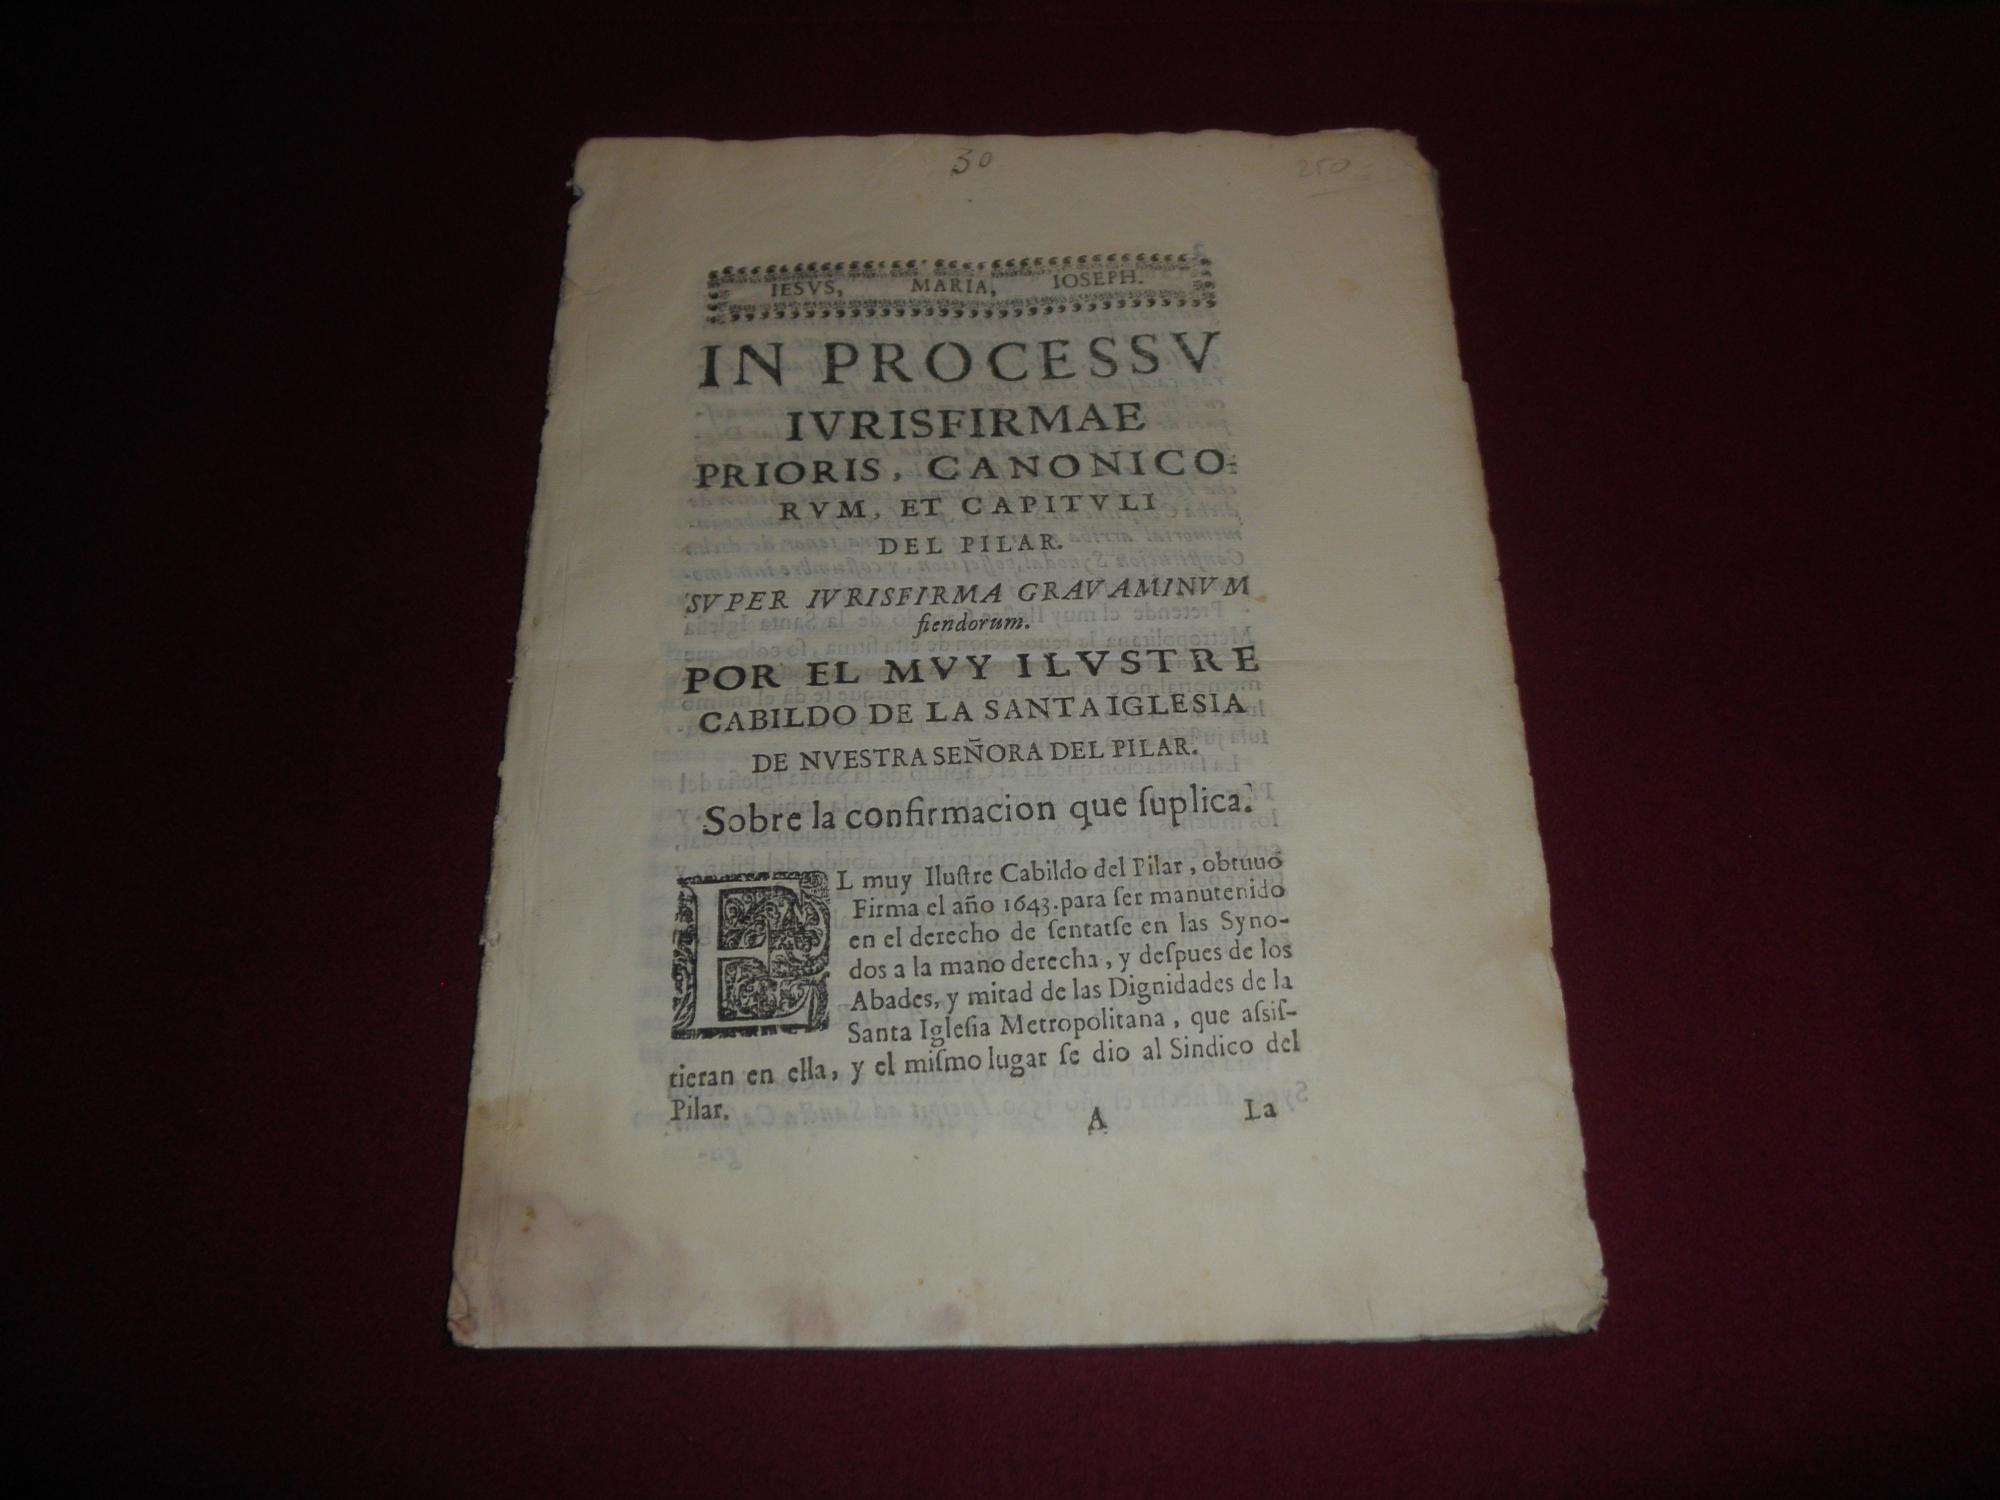 30
250
IESVS, MARIA, IOSEPH.
IN PROCESSV
IVRISFIRMAE
PRIORIS, CANONICO-
RVM, ET CAPITVLI
DEL PILAR.
SVPER IVRISFIRMA GRAVAMINVM
fiendorum.
POR EL MVY ILVSTRE
CABILDO DE LA SANTA IGLESIA
DE NVESTRA SEÑORA DEL PILAR.
Sobre la confirmacion que ſuplica.
EL muy Iluſtre Cabildo del Pilar, obtuuó
Firma el año 1643. para ſer manutenido
en el derecho de ſentatſe en las Syno-
dos a la mano derecha, y deſpues de los
Abades, y mitad de las Dignidades de la
Santa Igleſia Metropolitana, que aſsiſ-
tieran en ella, y el miſmo lugar ſe dio al Sindico del
Pilar.
A La